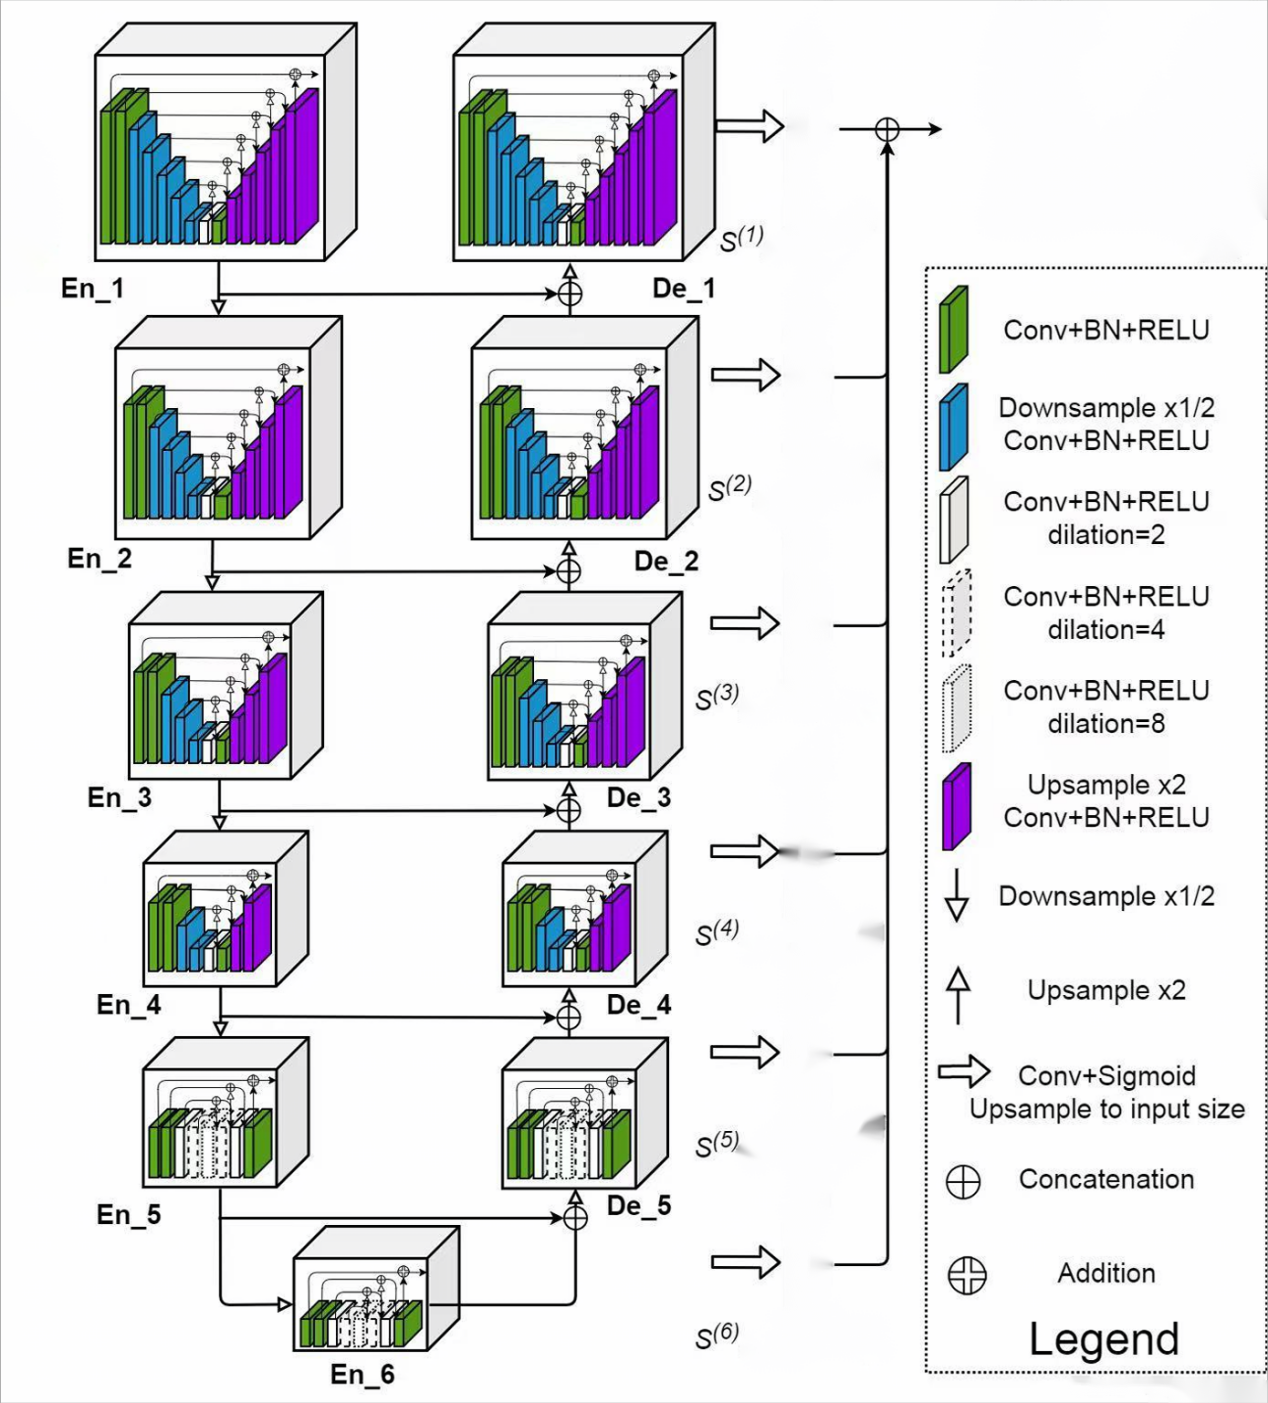 S(1)
En_1
De_1
S(2)
En_2
De_2
S(3)
En_3
De_3
S(4)
En_4
De_4
S(5)
En_5
De_5
S(6)
En_6
Conv+BN+RELU
Downsample x1/2
Conv+BN+RELU
Conv+BN+RELU
dilation=2
Conv+BN+RELU
dilation=4
Conv+BN+RELU
dilation=8
Upsample x2
Conv+BN+RELU
Downsample x1/2
Upsample x2
Conv+Sigmoid
Upsample to input size
Concatenation
Addition
Legend